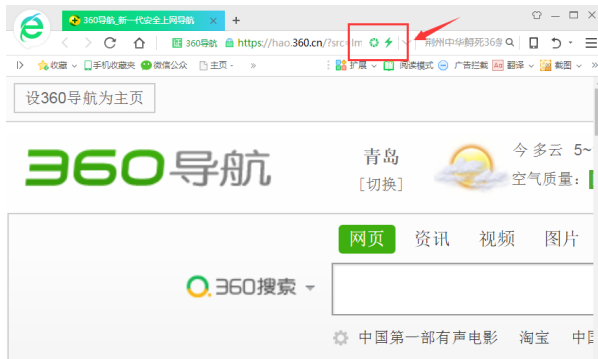 360导航_新一代安全上网导航
360导航 https://hao.360.cn/?src=lm 荆州中华鲟死36条
收藏 手机收藏夹 微信公众 主页 » 扩展 阅读模式 广告拦截 翻译 截图 »
设360导航为主页
360导航 青岛 今 多云 5~
[切换] 空气质量:
网页 资讯 视频 图片
360搜索
中国第一部有声电影 淘宝 中国